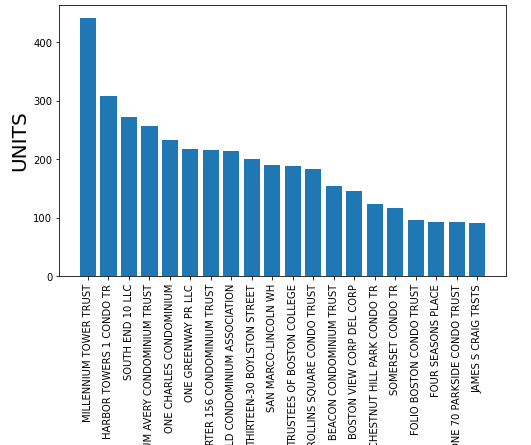 UNITS
400
300
200
100
0
MILLENNIUM TOWER TRUST
HARBOR TOWERS 1 CONDO TR
SOUTH END 10 LLC
AVERY CONDOMINIUM TRUST
ONE CHARLES CONDOMINIUM
ONE GREENWAY PR LLC
156 CONDOMINIUM TRUST
CONDOMINIUM ASSOCIATION
THIRTEEN-30 BOYLSTON STREET
SAN MARCO-LINCOLN WH
TRUSTEES OF BOSTON COLLEGE
ROLLINS SQUARE CONDO TRUST
BEACON CONDOMINIUM TRUST
BOSTON VIEW CORP DEL CORP
CHESTNUT HILL PARK CONDO TR
SOMERSET CONDO TR
FOLIO BOSTON CONDO TRUST
FOUR SEASONS PLACE
70 PARKSIDE CONDO TRUST
JAMES S CRAIG TRSTS